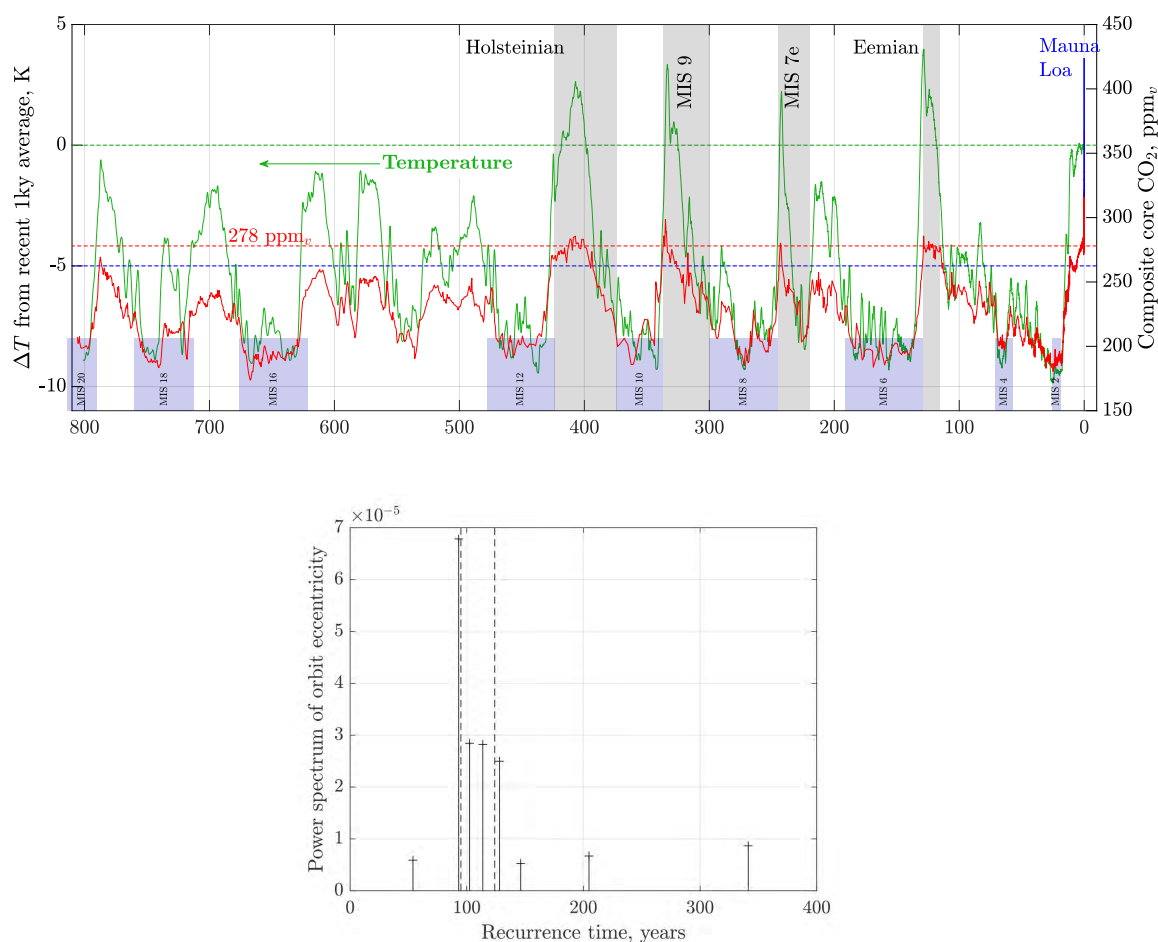 5
0
-5
-10
ΔT from recent 1ky average, K
Holsteinian
MIS 9
MIS 7e
Eemian
Mauna
Loa
Temperature
278 ppmᵥ
MIS 20
MIS 18
MIS 16
MIS 12
MIS 10
MIS 8
MIS 6
MIS 4
MIS 2
450
400
350
300
250
200
150
Composite core CO₂, ppmᵥ
800 700 600 500 400 300 200 100 0
×10⁻⁵
7
6
5
4
3
2
1
0
Power spectrum of orbit eccentricity
0 100 200 300 400
Recurrence time, years